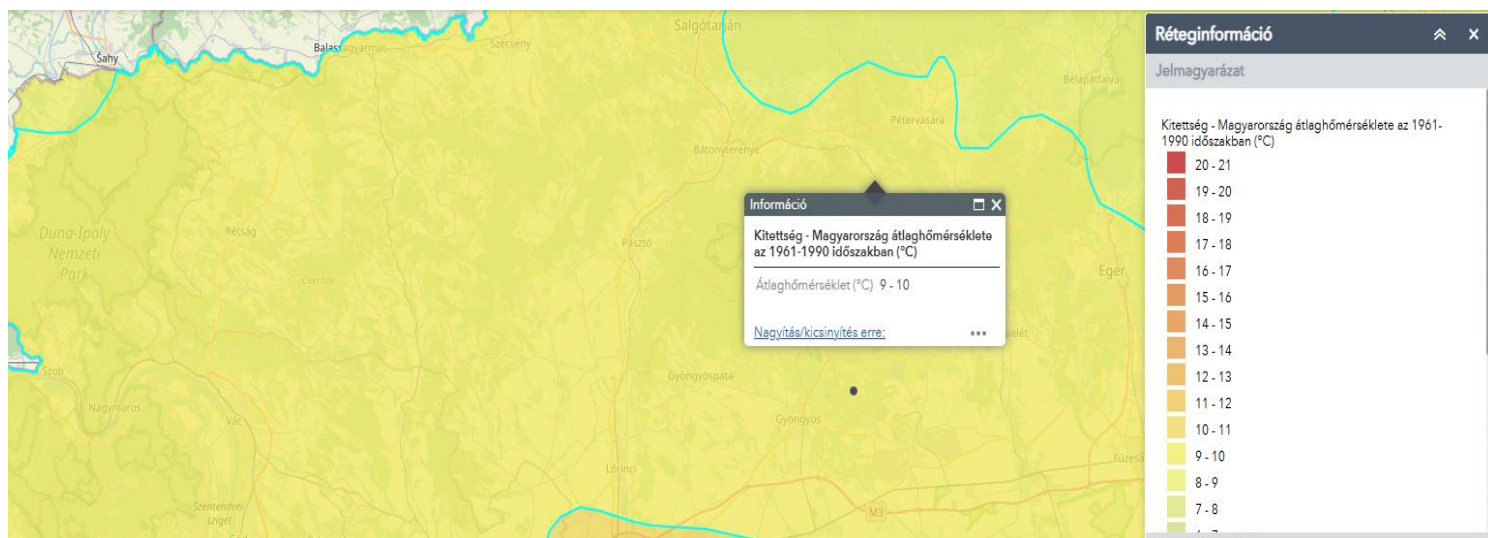 Salgótarján
Šahy
Balassagyarmat
Szécsény
Bélapátfalva
Pétervására
Bátonyterenye
Duna-Ipoly
Nemzeti
Park
Rétság
Pásztó
Cserhát
Eger
Információ
Kitettség - Magyarország átlaghőmérséklete
az 1961-1990 időszakban (°C)
Átlaghőmérséklet (°C) 9 - 10
Nagyítás/kicsinyítés erre:
Szob
Nagymaros
Vác
Gyöngyöspata
Gyöngyös
Lőrinci
Szentendrei
sziget
M3
Réteginformáció
Jelmagyarázat
Kitettség - Magyarország átlaghőmérséklete az 1961-
1990 időszakban (°C)
20 - 21
19 - 20
18 - 19
17 - 18
16 - 17
15 - 16
14 - 15
13 - 14
12 - 13
11 - 12
10 - 11
9 - 10
8 - 9
7 - 8